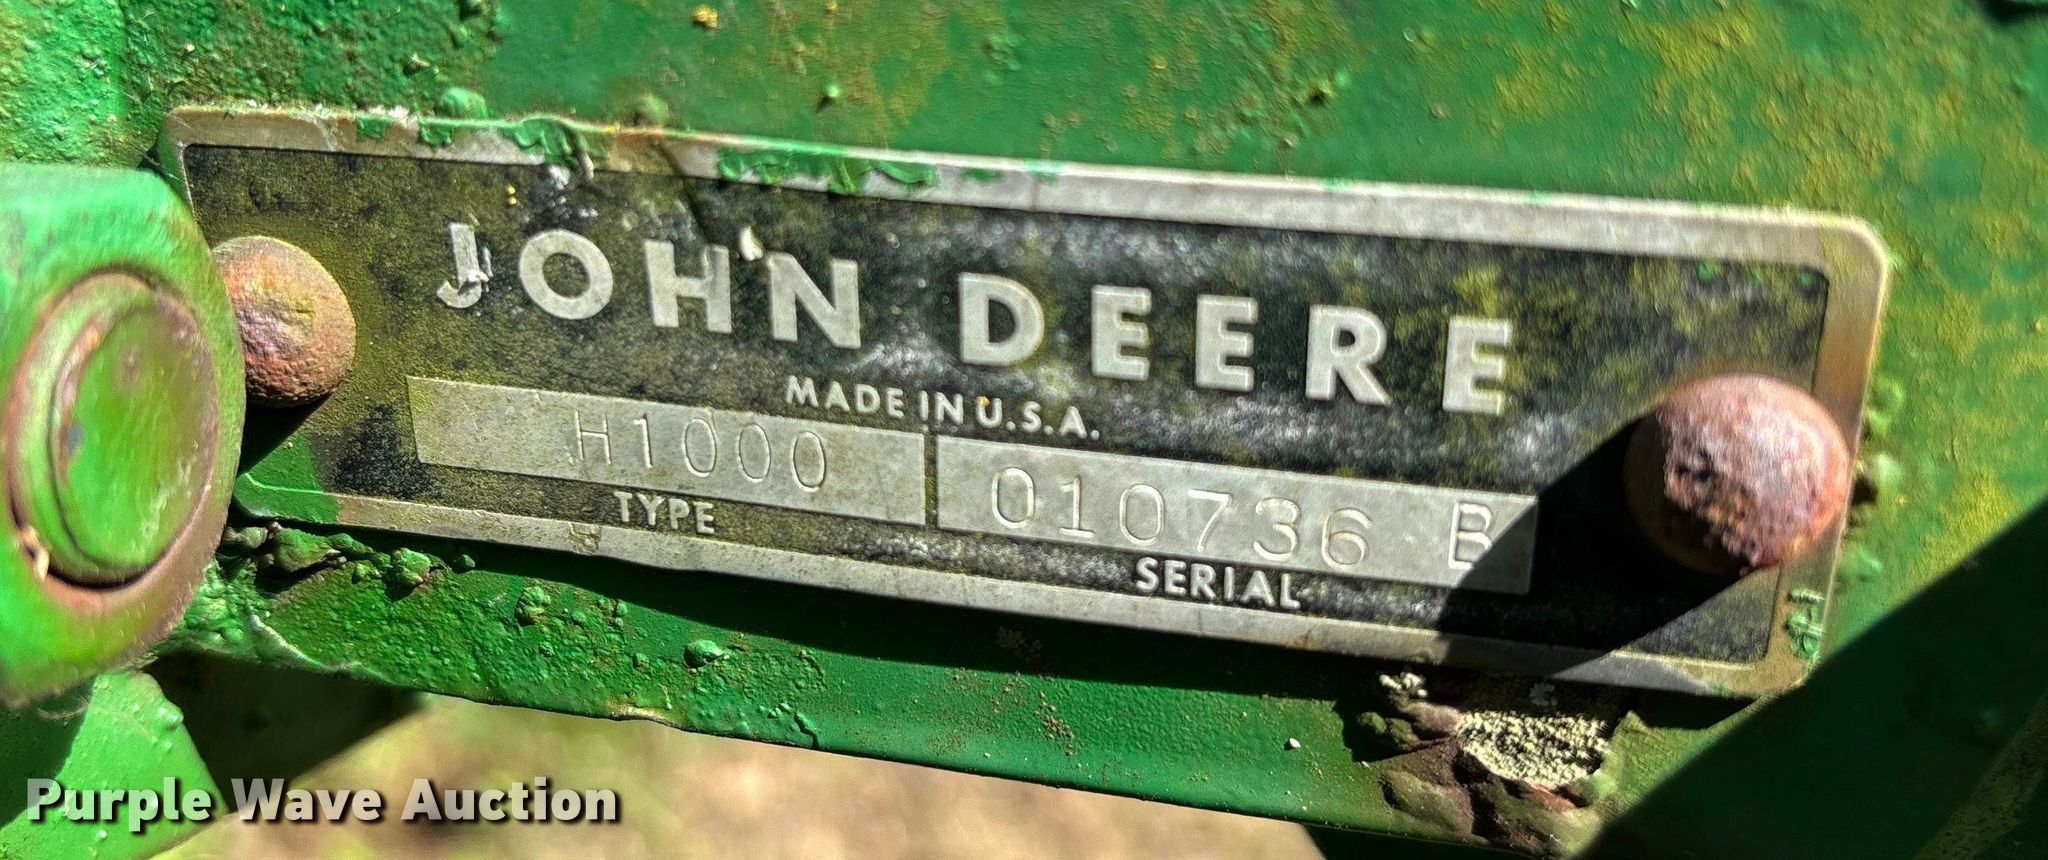 JOHN DEERE
MADE IN U.S.A.
H1000 010736 B
TYPE SERIAL
Purple Wave Auction